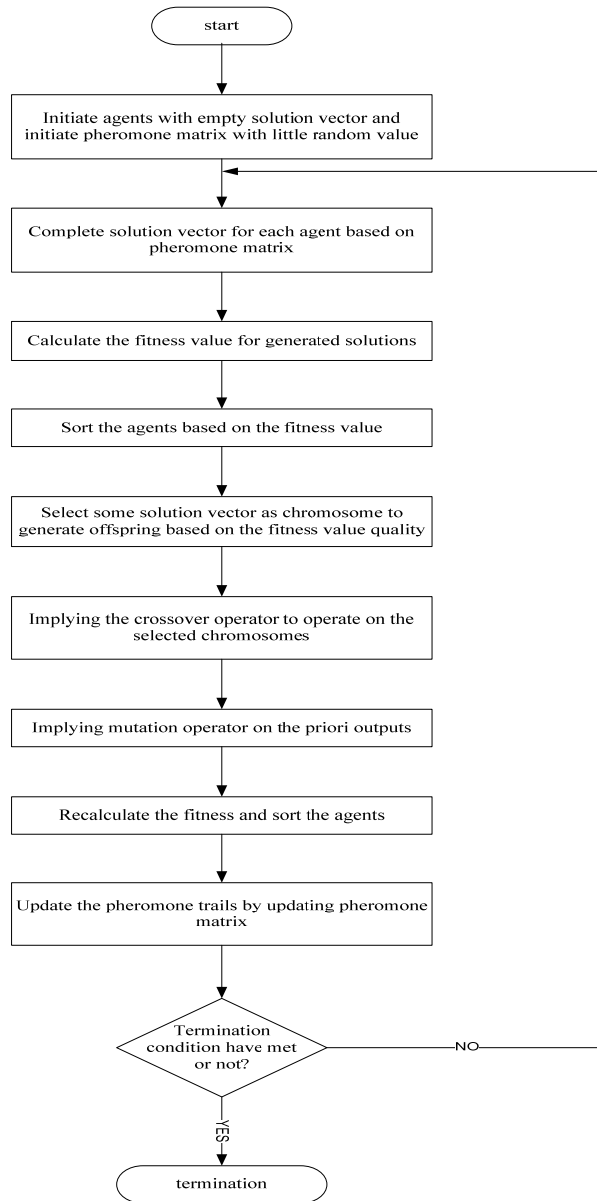 start
Initiate agents with empty solution vector and
initiate pheromone matrix with little random value
Complete solution vector for each agent based on
pheromone matrix
Calculate the fitness value for generated solutions
Sort the agents based on the fitness value
Select some solution vector as chromosome to
generate offspring based on the fitness value quality
Implying the crossover operator to operate on the
selected chromosomes
Implying mutation operator on the priori outputs
Recalculate the fitness and sort the agents
Update the pheromone trails by updating pheromone
matrix
Termination
condition have met
or not?
NO
YES
termination